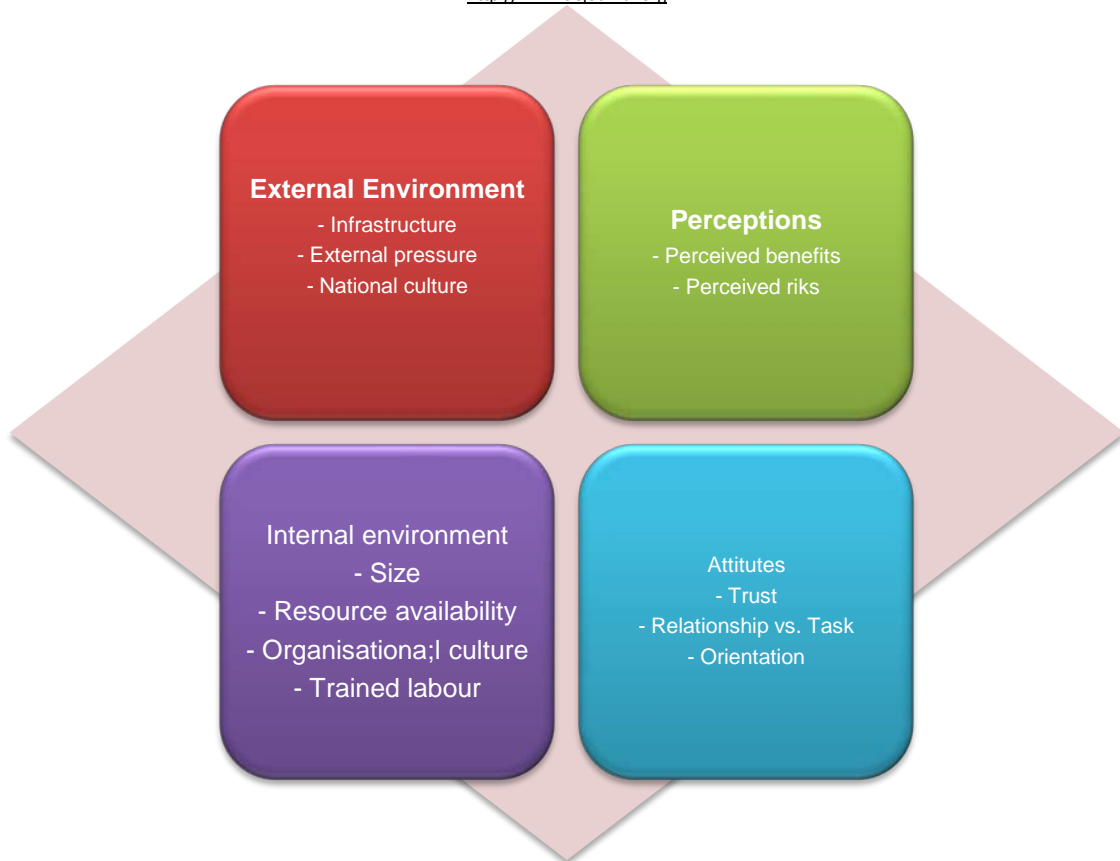 External Environment
- Infrastructure
- External pressure
- National culture
Perceptions
- Perceived benefits
- Perceived riks
Internal environment
- Size
- Resource availability
- Organisationa;l culture
- Trained labour
Attitutes
- Trust
- Relationship vs. Task
- Orientation